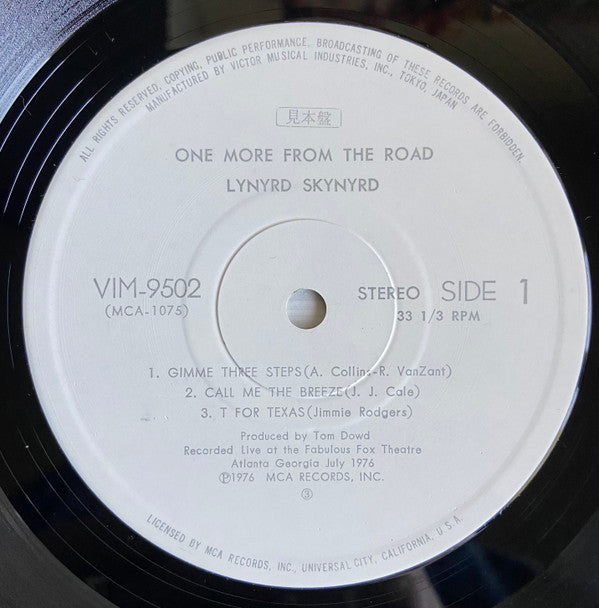 ALL RIGHTS RESERVED, COPYING, PUBLIC PERFORMANCE, BROADCASTING OF THESE RECORDS ARE FORBIDDEN.
MANUFACTURED BY VICTOR MUSICAL INDUSTRIES, INC., TOKYO, JAPAN
見本盤
ONE MORE FROM THE ROAD
LYNYRD SKYNYRD
VIM-9502 STEREO SIDE 1
(MCA-1075) 33 1/3 RPM
1. GIMME THREE STEPS(A. Collins-R. VanZant)
2. CALL ME THE BREEZE(J. J. Cale)
3. T FOR TEXAS(Jimmie Rodgers)
Produced by Tom Dowd
Recorded Live at the Fabulous Fox Theatre
Atlanta Georgia July 1976
Ⓟ1976 MCA RECORDS, INC.
③
LICENSED BY MCA RECORDS, INC., UNIVERSAL CITY, CALIFORNIA, U.S.A.